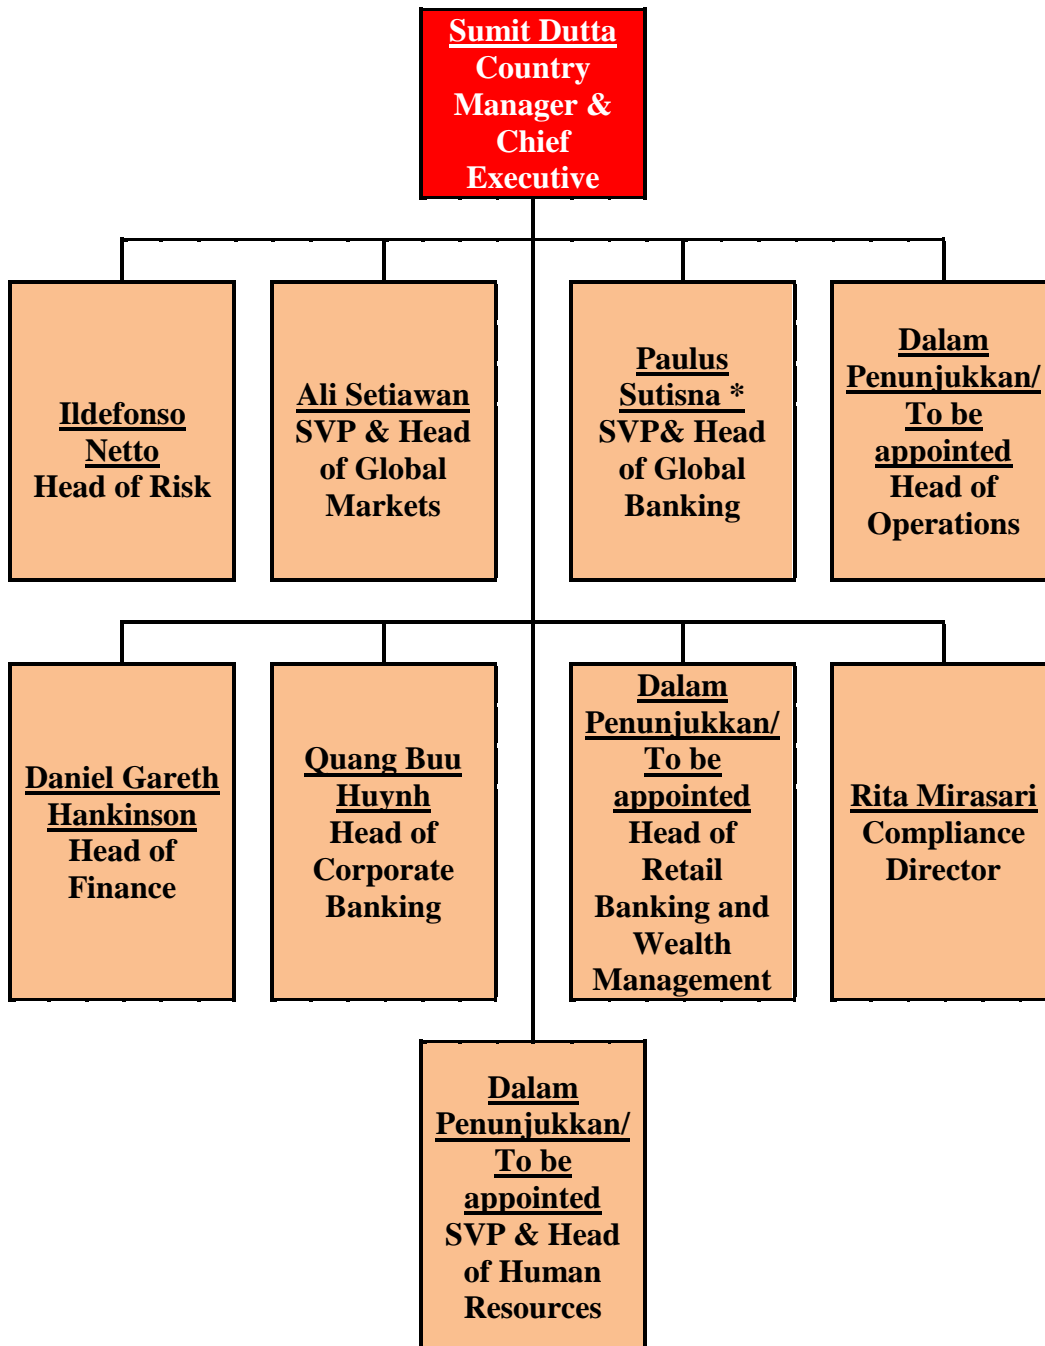 Sumit Dutta
Country
Manager &
Chief
Executive
Ildefonso
Netto
Head of Risk
Ali Setiawan
SVP & Head
of Global
Markets
Paulus
Sutisna *
SVP& Head
of Global
Banking
Dalam
Penunjukkan/
To be
appointed
Head of
Operations
Daniel Gareth
Hankinson
Head of
Finance
Quang Buu
Huynh
Head of
Corporate
Banking
Dalam
Penunjukkan/
To be
appointed
Head of
Retail
Banking and
Wealth
Management
Rita Mirasari
Compliance
Director
Dalam
Penunjukkan/
To be
appointed
SVP & Head
of Human
Resources